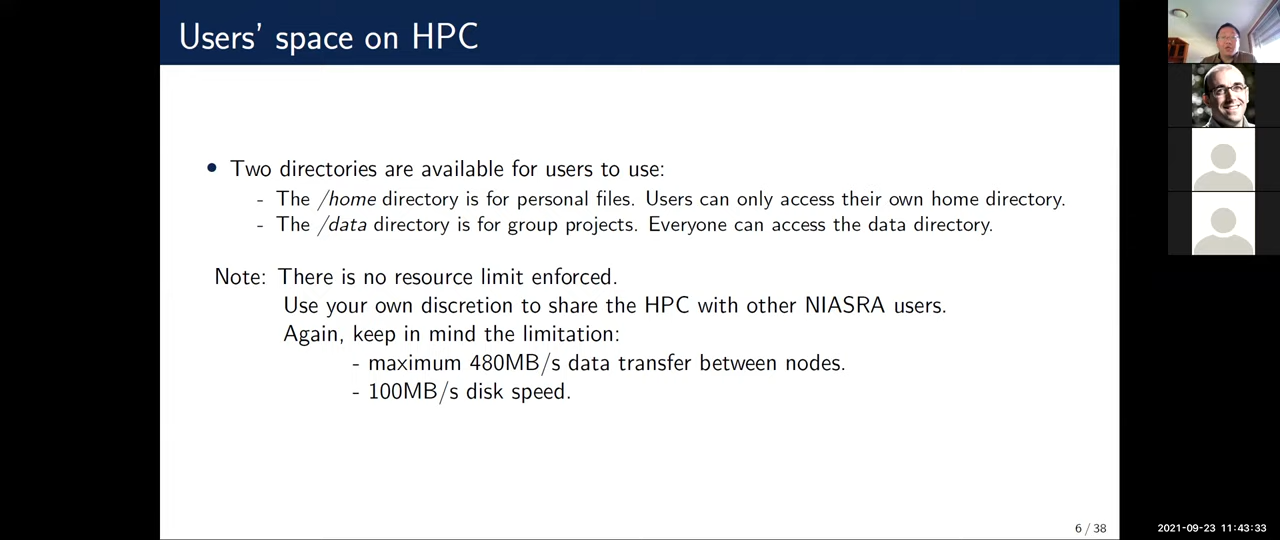 Users' space on HPC
• Two directories are available for users to use:
- The /home directory is for personal files. Users can only access their own home directory.
- The /data directory is for group projects. Everyone can access the data directory.
Note: There is no resource limit enforced.
Use your own discretion to share the HPC with other NIASRA users.
Again, keep in mind the limitation:
- maximum 480MB/s data transfer between nodes.
- 100MB/s disk speed.
6 / 38
2021-09-23 11:43:33